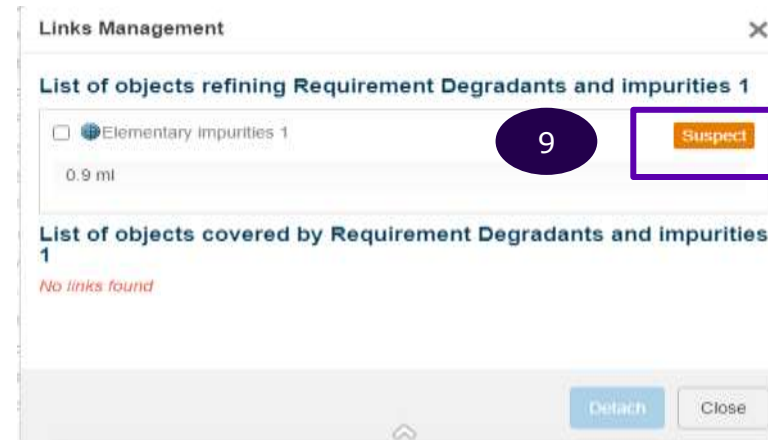 Links Management
List of objects refining Requirement Degradants and impurities 1
Elementary impurities 1
9
Suspect
0.9 ml
List of objects covered by Requirement Degradants and impurities
1
No links found
Detach
Close